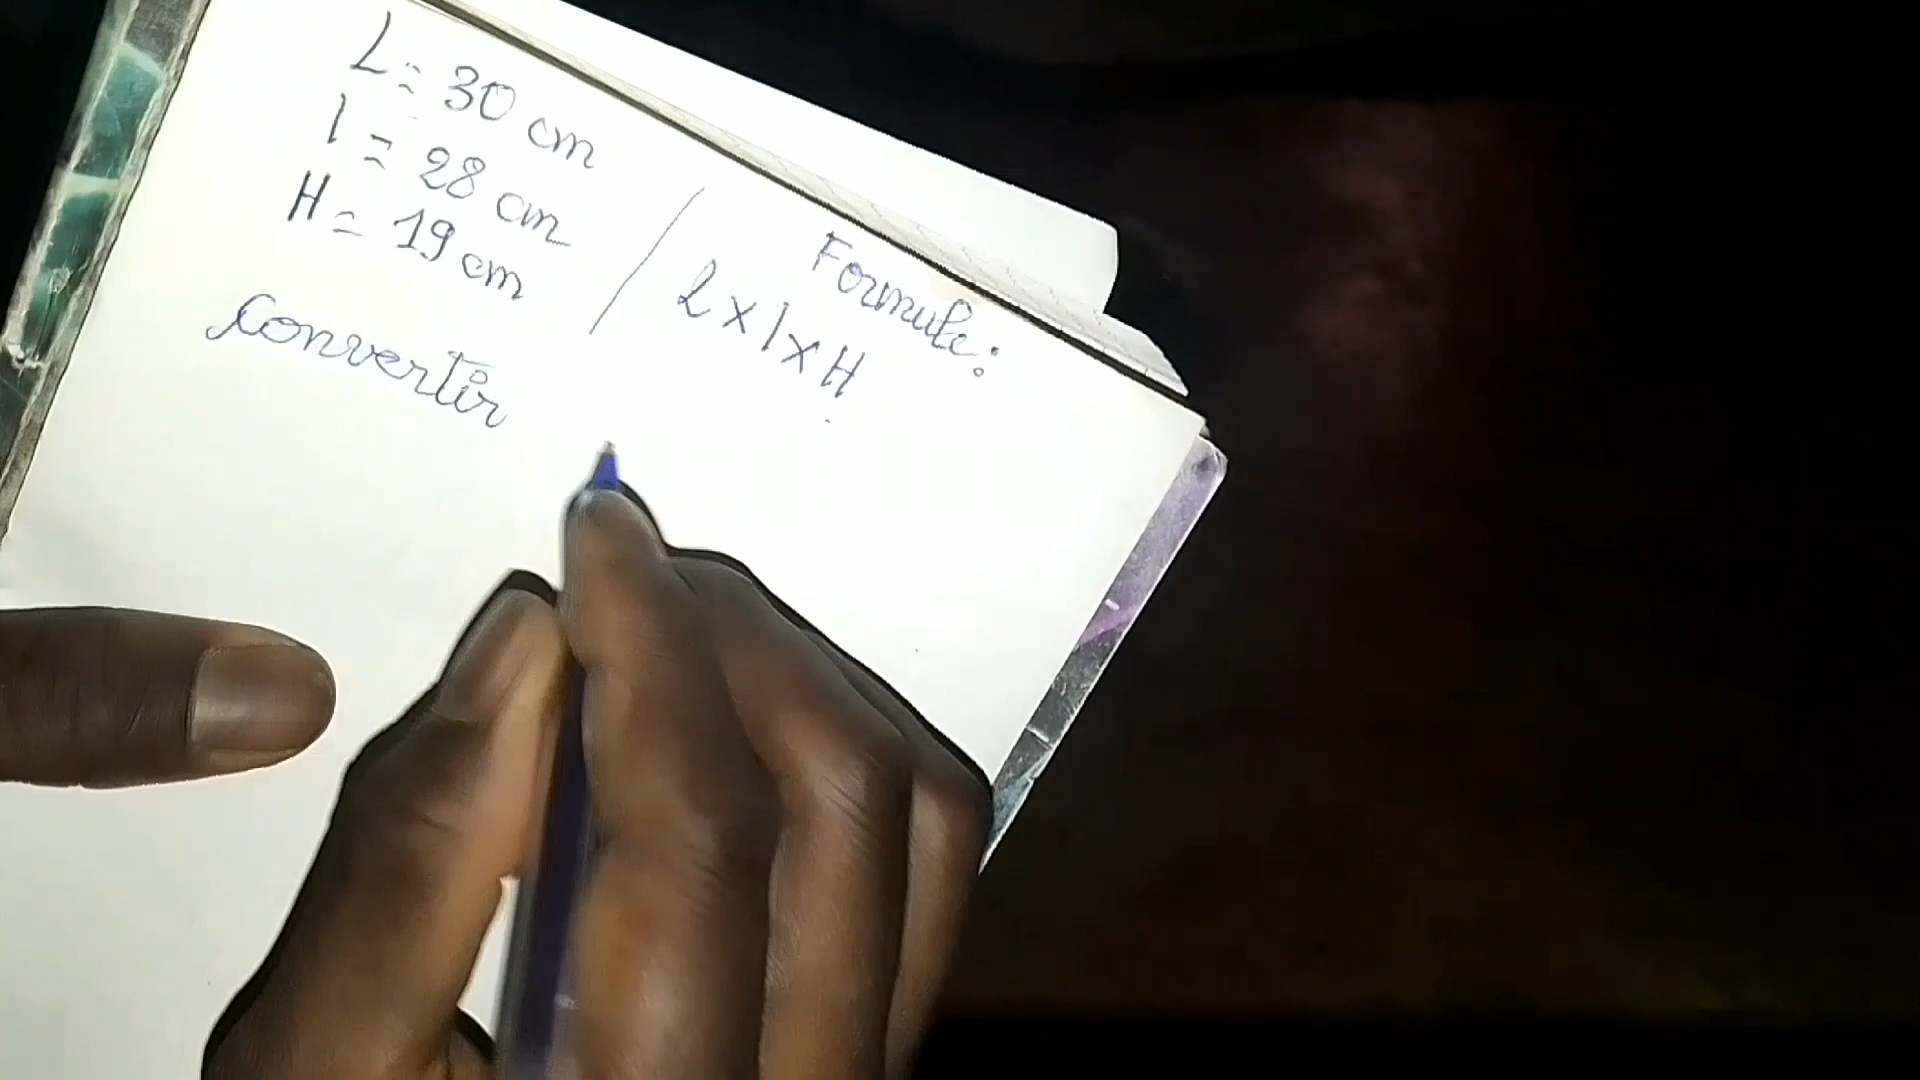 L = 30 cm
l = 28 cm
H = 19 cm
Formule :
L x l x H
Convertir